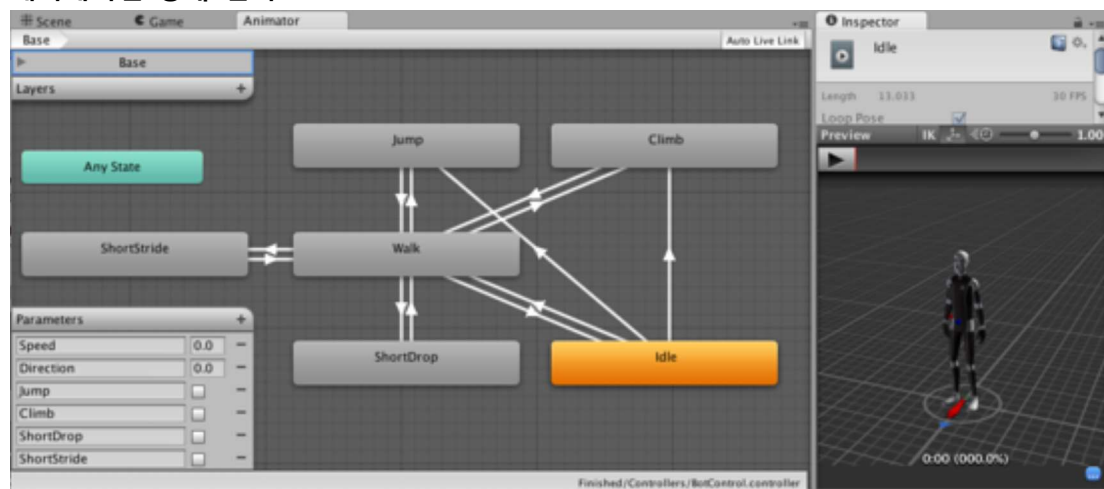 Scene
Game
Animator
Base
Auto Live Link
Base
Layers
Any State
Jump
Climb
ShortStride
Walk
ShortDrop
Idle
Parameters
Speed 0.0
Direction 0.0
Jump
Climb
ShortDrop
ShortStride
Finished/Controllers/BotControl.controller
Inspector
Idle
Length 13.033 30 FPS
Loop Pose
Preview IK 1.00
0:00 (000.0%)